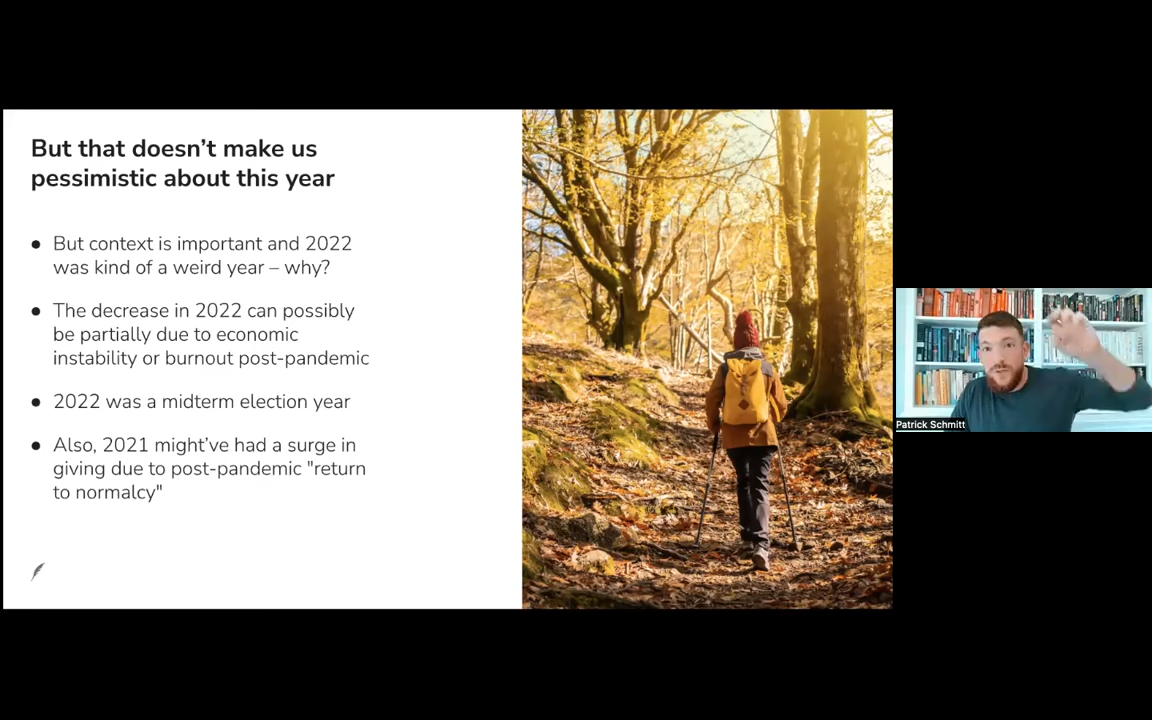 But that doesn’t make us
pessimistic about this year
● But context is important and 2022
was kind of a weird year – why?
● The decrease in 2022 can possibly
be partially due to economic
instability or burnout post-pandemic
● 2022 was a midterm election year
● Also, 2021 might’ve had a surge in
giving due to post-pandemic "return
to normalcy"
Patrick Schmitt